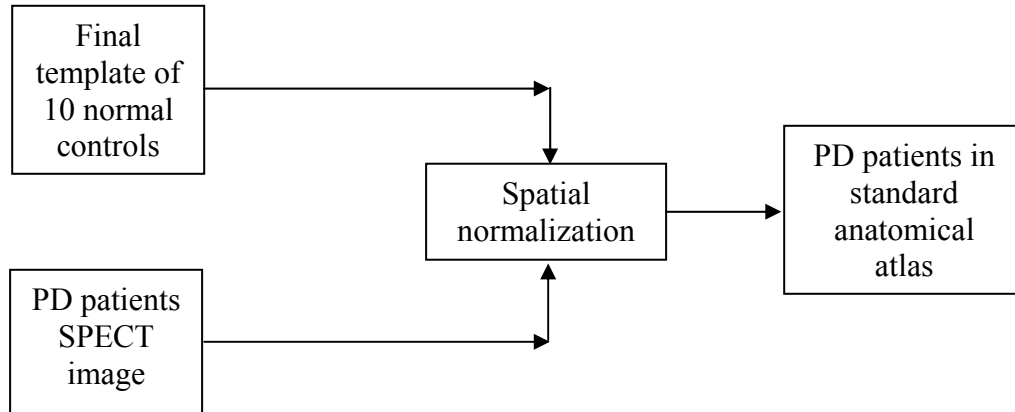 Final
template of
10 normal
controls
PD patients
SPECT
image
Spatial
normalization
PD patients in
standard
anatomical
atlas